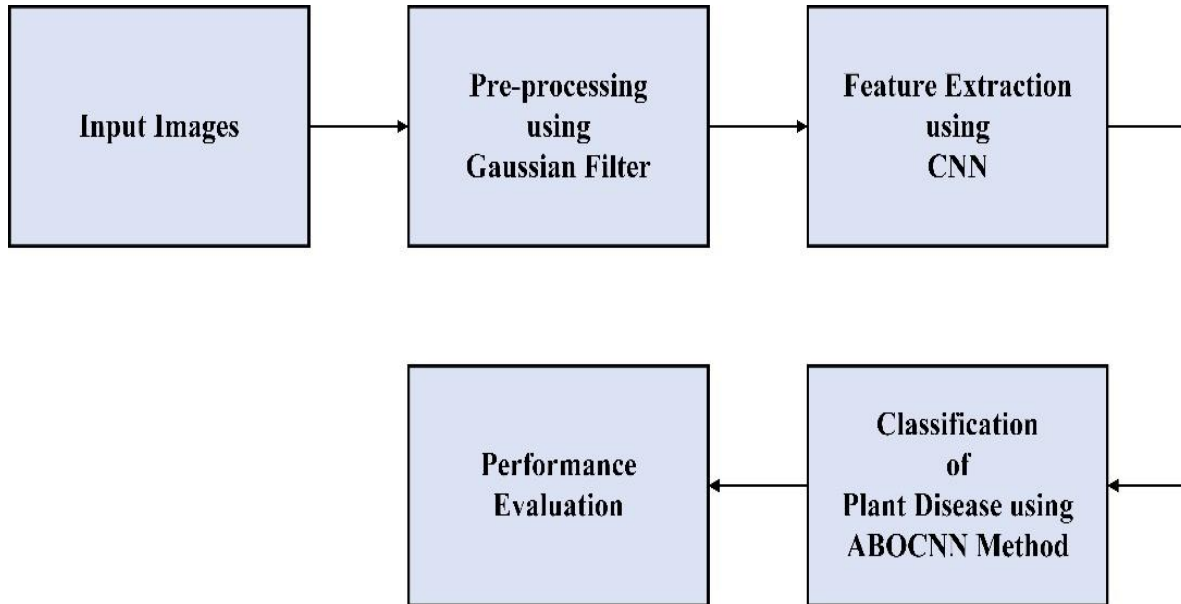 Input Images
Pre-processing
using
Gaussian Filter
Feature Extraction
using
CNN
Classification
of
Plant Disease using
ABOCNN Method
Performance
Evaluation